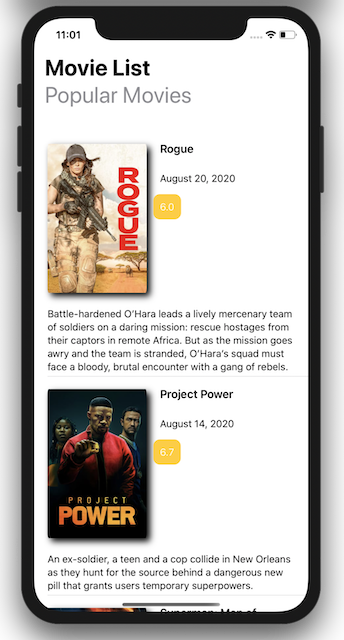 11:01
Movie List
Popular Movies
ROGUE
Rogue
August 20, 2020
6.0
Battle-hardened O’Hara leads a lively mercenary team
of soldiers on a daring mission: rescue hostages from
their captors in remote Africa. But as the mission goes
awry and the team is stranded, O’Hara’s squad must
face a bloody, brutal encounter with a gang of rebels.
PROJECT
POWER
Project Power
August 14, 2020
6.7
An ex-soldier, a teen and a cop collide in New Orleans
as they hunt for the source behind a dangerous new
pill that grants users temporary superpowers.
Superman: Man of